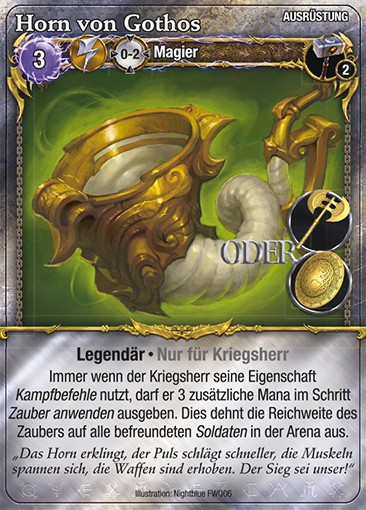 Horn von Gothos
AUSRÜSTUNG
3
0-2
Magier
2
ODER
Legendär • Nur für Kriegsherr
Immer wenn der Kriegsherr seine Eigenschaft
Kampfbefehle nutzt, darf er 3 zusätzliche Mana im Schritt
Zauber anwenden ausgeben. Dies dehnt die Reichweite des
Zaubers auf alle befreundeten Soldaten in der Arena aus.
„Das Horn erklingt, der Puls schlägt schneller, die Muskeln
spannen sich, die Waffen sind erhoben. Der Sieg sei unser!“
Illustration: Nightblue FWQ06